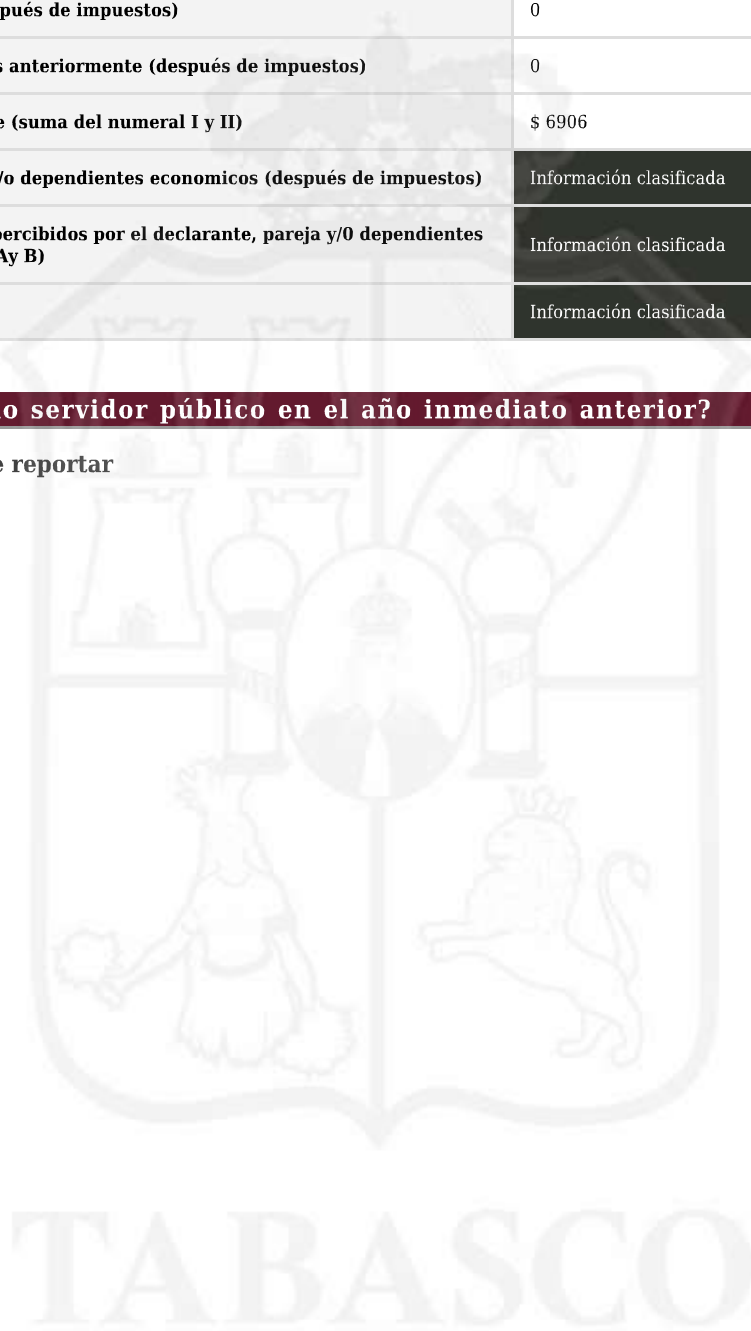 pués de impuestos) 0
s anteriormente (después de impuestos) 0
e (suma del numeral I y II) $ 6906
/o dependientes economicos (después de impuestos) Información clasificada
percibidos por el declarante, pareja y/0 dependientes Información clasificada
Ay B)
Información clasificada
o servidor público en el año inmediato anterior?
e reportar
TABASCO